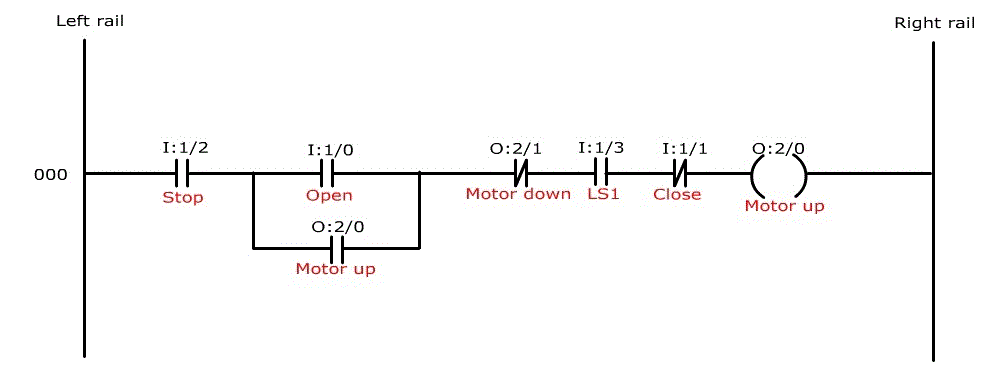 Left rail
Right rail
I:1/2
I:1/0
O:2/1
I:1/3
I:1/1
O:2/0
000
Stop
Open
Motor down
LS1
Close
Motor up
O:2/0
Motor up